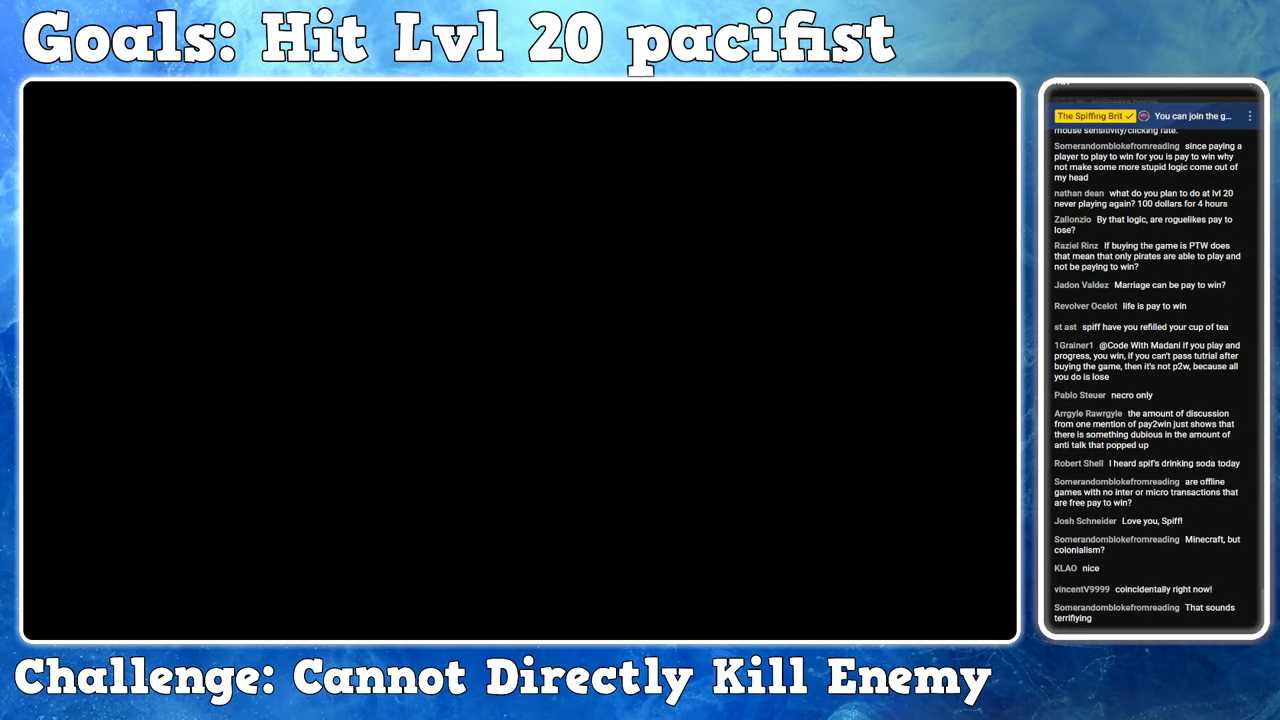 Goals: Hit Lvl 20 pacifist
The Spiffing Brit ✓ You can join the g...
mouse sensitivity/clicking rate.
Somerandomblokefromreading since paying a
player to play to win for you is pay to win why
not make some more stupid logic come out of
my head
nathan dean what do you plan to do at lvl 20
never playing again? 100 dollars for 4 hours
Zallonzio By that logic, are roguelikes pay to
lose?
Raziel Rinz If buying the game is PTW does
that mean that only pirates are able to play and
not be paying to win?
Jadon Valdez Marriage can be pay to win?
Revolver Ocelot life is pay to win
st ast spiff have you refilled your cup of tea
1Grainer1 @Code With Madani if you play and
progress, you win, if you can't pass tutrial after
buying the game, then it's not p2w, because all
you do is lose
Pablo Steuer necro only
Arrgyle Rawrgyle the amount of discussion
from one mention of pay2win just shows that
there is something dubious in the amount of
anti talk that popped up
Robert Shell I heard spif's drinking soda today
Somerandomblokefromreading are offline
games with no inter or micro transactions that
are free pay to win?
Josh Schneider Love you, Spiff!
Somerandomblokefromreading Minecraft, but
colonialism?
KLAO nice
vincentV9999 coincidentally right now!
Somerandomblokefromreading That sounds
terrifiying
Challenge: Cannot Directly Kill Enemy